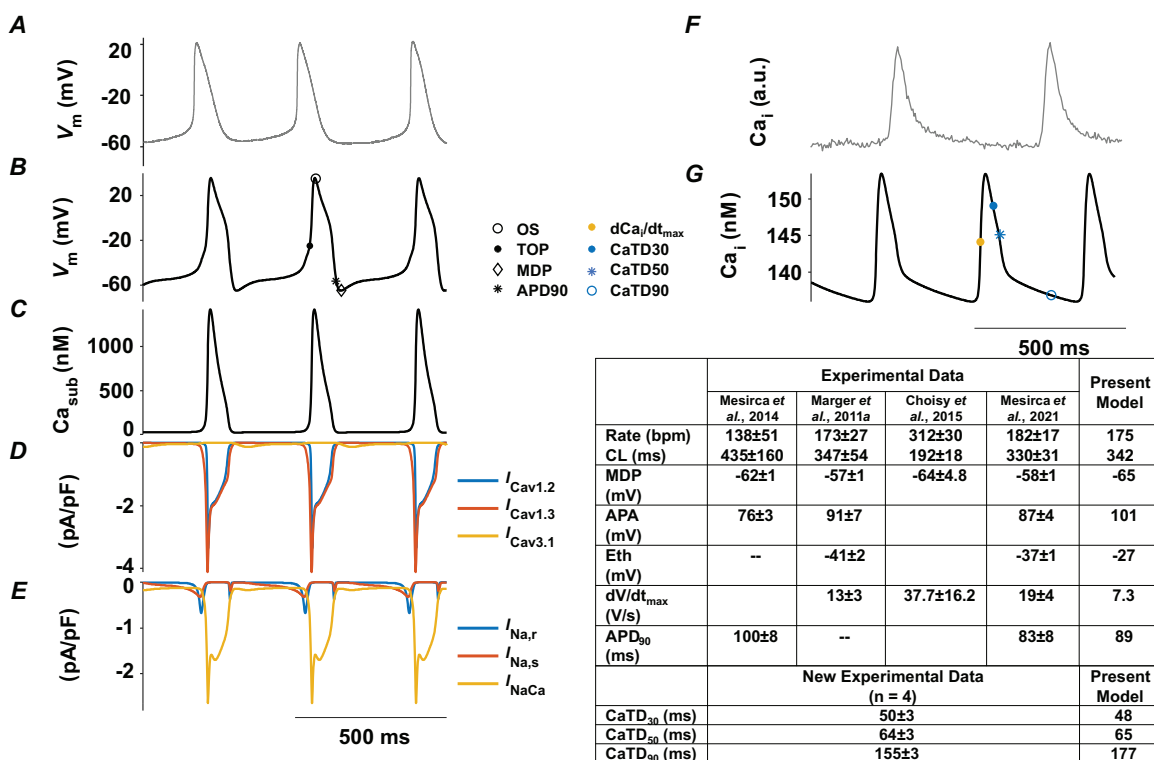 A
20
-20
-60
Vm (mV)
B
20
-20
-60
Vm (mV)
OS
TOP
MDP
APD90
dCai/dtmax
CaTD30
CaTD50
CaTD90
C
1000
500
0
Casub (nM)
D
0
-2
-4
(pA/pF)
ICav1.2
ICav1.3
ICav3.1
E
0
-1
-2
(pA/pF)
INa,r
INa,s
INaCa
500 ms
F
Cai (a.u.)
G
150
145
140
Cai (nM)
500 ms
Experimental Data Present Model
Mesirca et al., 2014 Marger et al., 2011a Choisy et al., 2015 Mesirca et al., 2021
Rate (bpm) 138±51 173±27 312±30 182±17 175
CL (ms) 435±160 347±54 192±18 330±31 342
MDP (mV) -62±1 -57±1 -64±4.8 -58±1 -65
APA (mV) 76±3 91±7 87±4 101
Eth (mV) -- -41±2 -37±1 -27
dV/dtmax (V/s) 13±3 37.7±16.2 19±4 7.3
APD90 (ms) 100±8 -- 83±8 89
New Experimental Data (n = 4) Present Model
CaTD30 (ms) 50±3 48
CaTD50 (ms) 64±3 65
CaTD90 (ms) 155±3 177